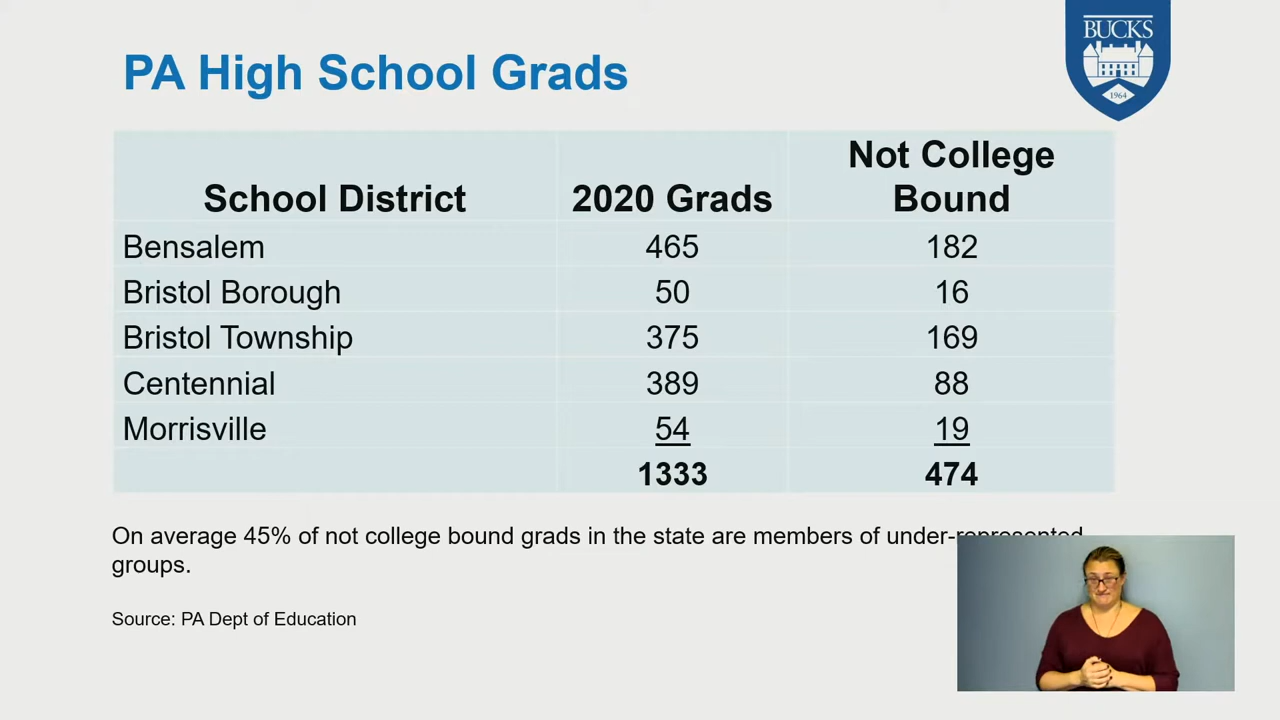 BUCKS
1964
PA High School Grads
School District 2020 Grads Not College Bound
Bensalem 465 182
Bristol Borough 50 16
Bristol Township 375 169
Centennial 389 88
Morrisville 54 19
1333 474
On average 45% of not college bound grads in the state are members of under-represented
groups.
Source: PA Dept of Education